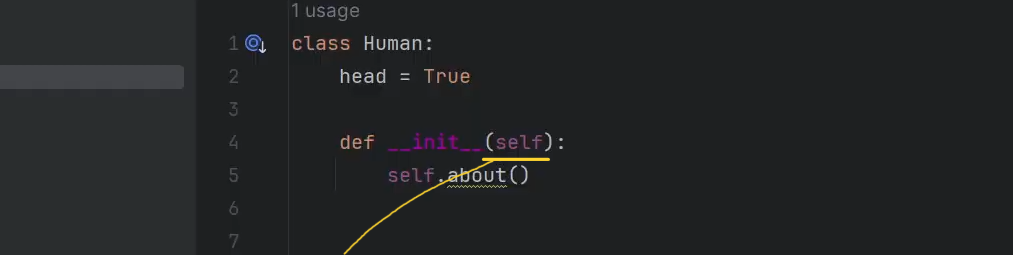 1 usage
1 class Human:
2 head = True
3
4 def __init__(self):
5 self.about()
6
7